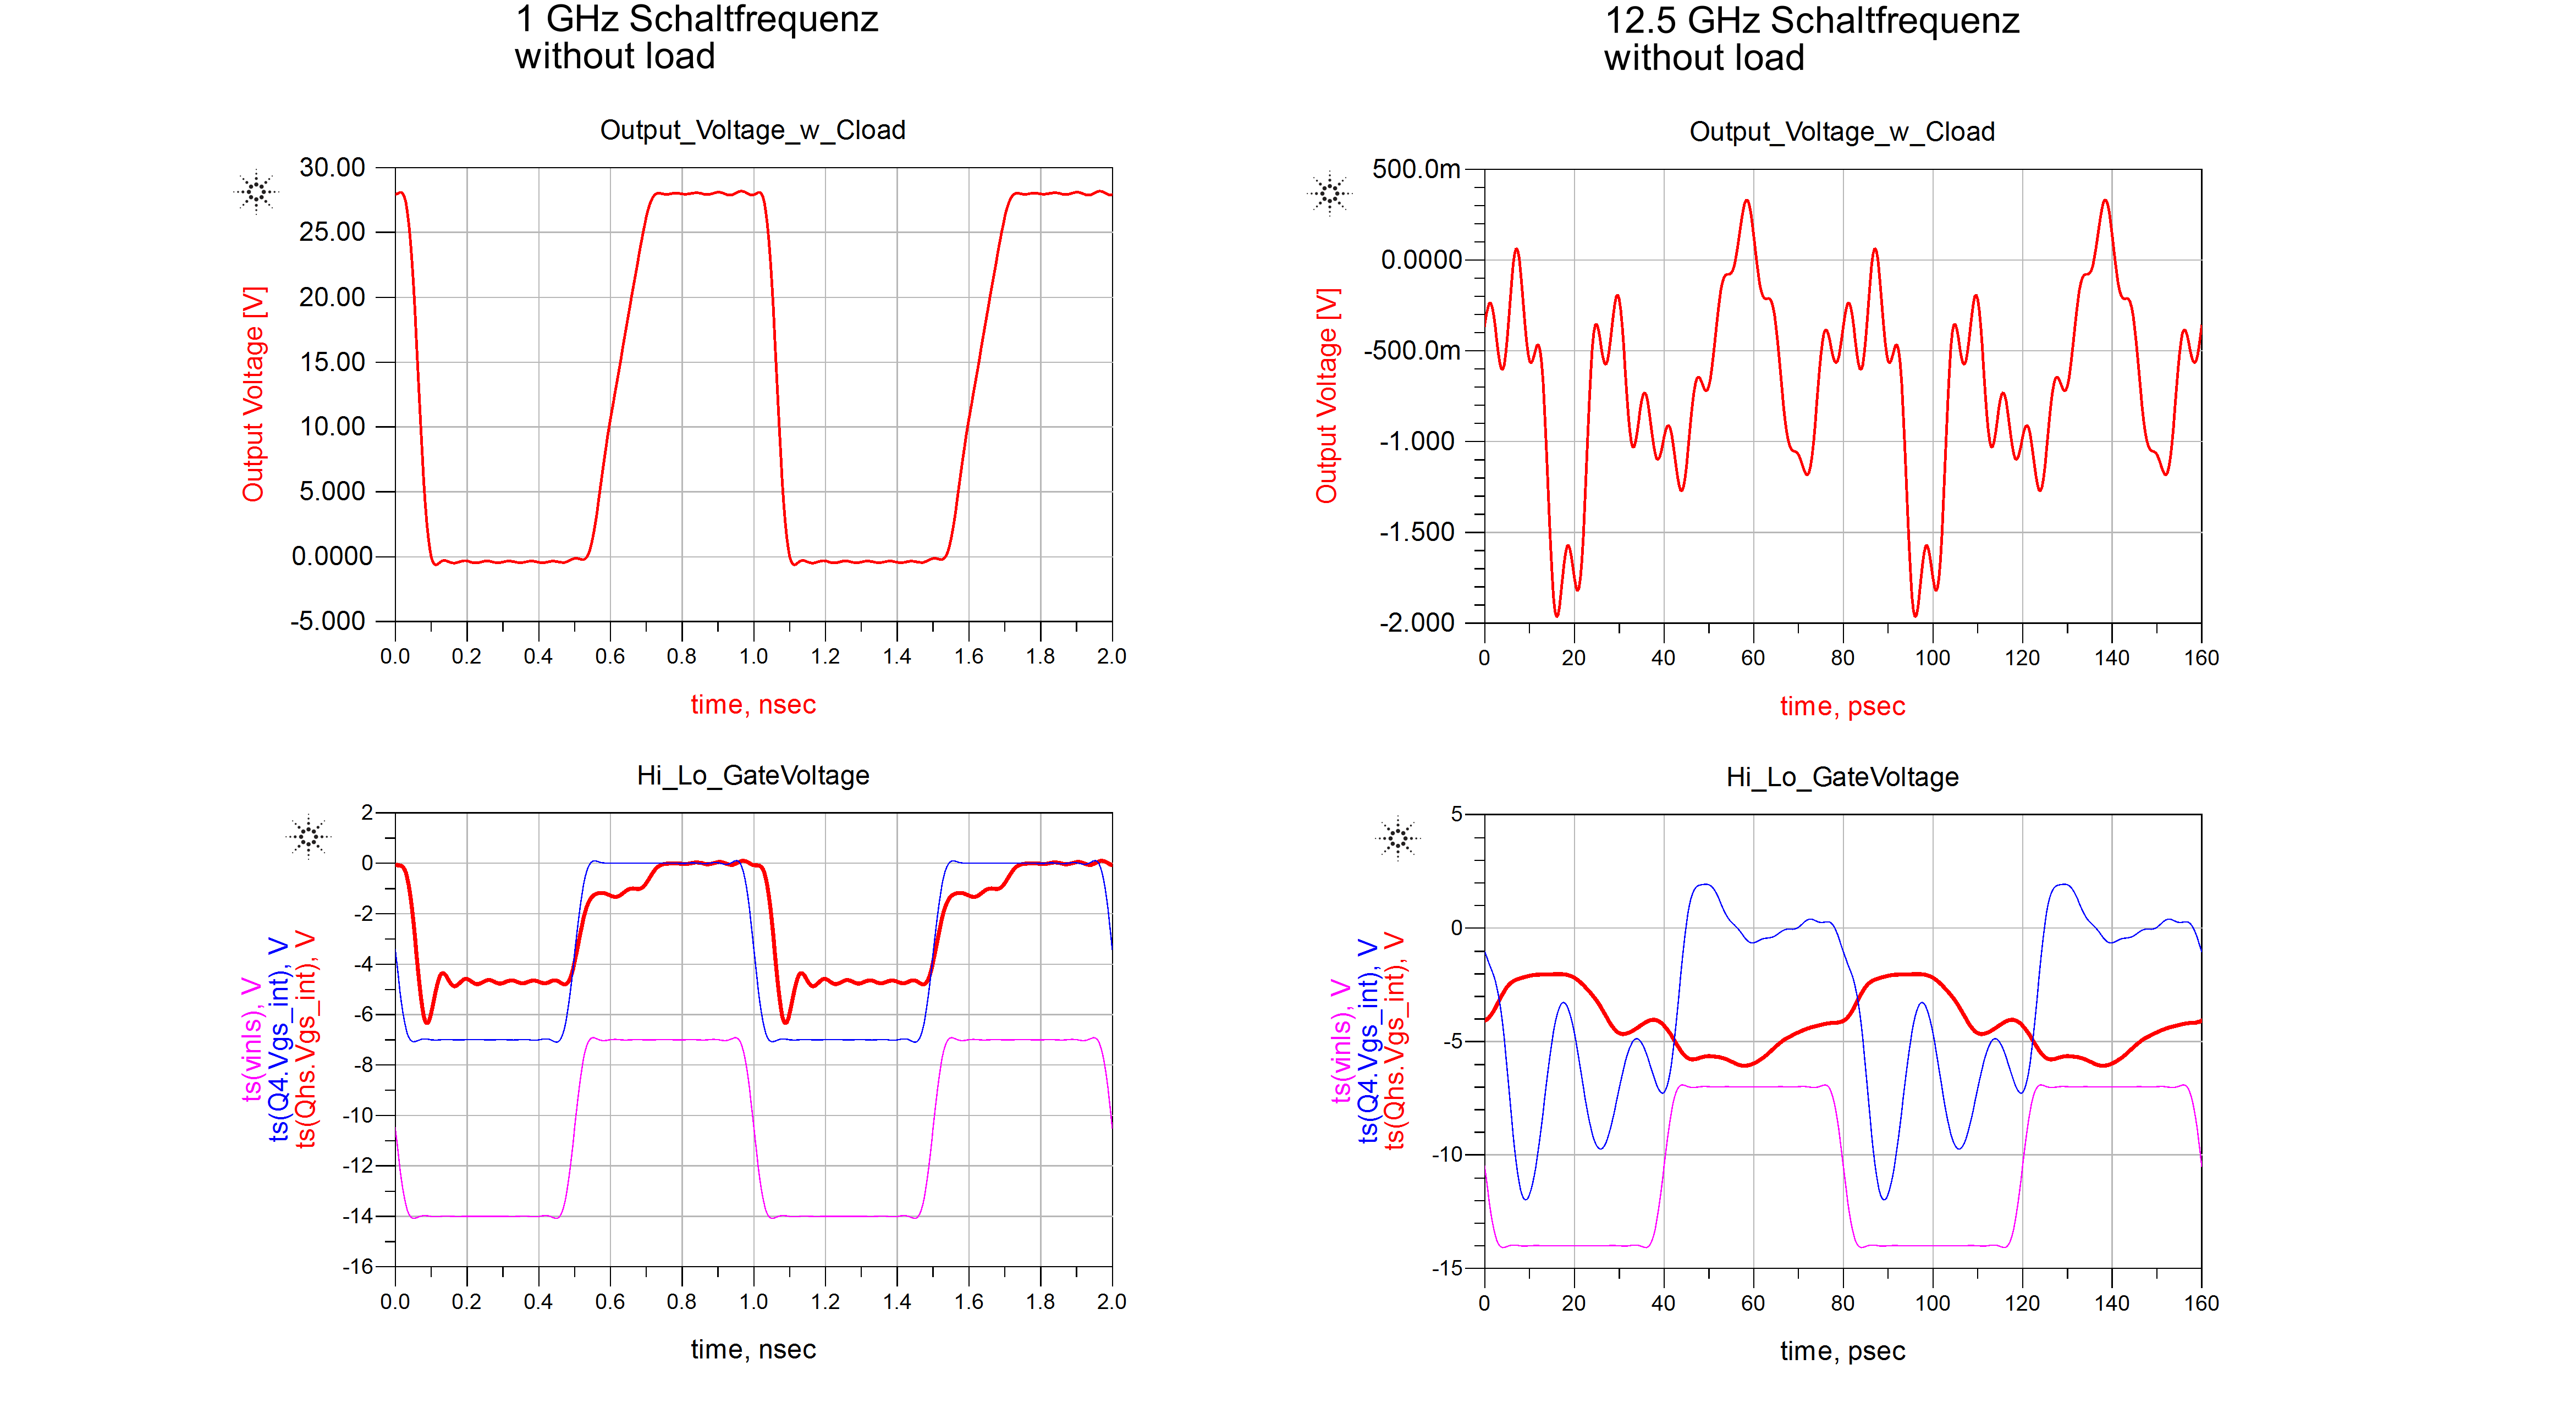 1 GHz Schaltfrequenz
without load
Output_Voltage_w_Cload
30.00
25.00
20.00
15.00
10.00
5.000
0.0000
-5.000
Output Voltage [V]
0.0 0.2 0.4 0.6 0.8 1.0 1.2 1.4 1.6 1.8 2.0
time, nsec
Hi_Lo_GateVoltage
2
0
-2
-4
-6
-8
-10
-12
-14
-16
ts(vinls), V
ts(Q4.Vgs_int), V
ts(Qhs.Vgs_int), V
0.0 0.2 0.4 0.6 0.8 1.0 1.2 1.4 1.6 1.8 2.0
time, nsec
12.5 GHz Schaltfrequenz
without load
Output_Voltage_w_Cload
500.0m
0.0000
-500.0m
-1.000
-1.500
-2.000
Output Voltage [V]
0 20 40 60 80 100 120 140 160
time, psec
Hi_Lo_GateVoltage
5
0
-5
-10
-15
ts(vinls), V
ts(Q4.Vgs_int), V
ts(Qhs.Vgs_int), V
0 20 40 60 80 100 120 140 160
time, psec